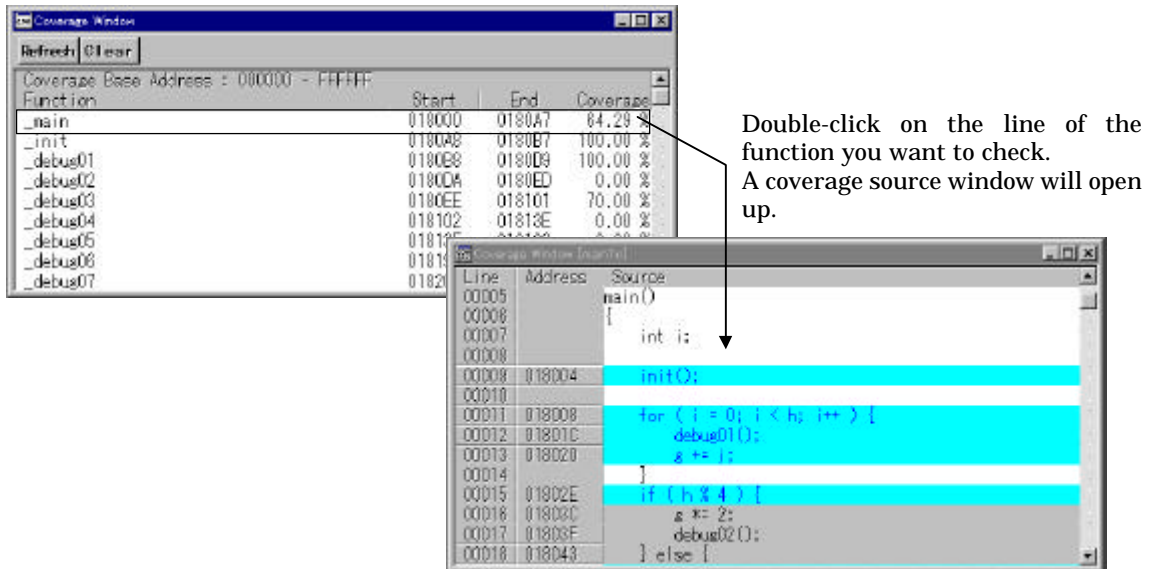 Coverage Window
Refresh Clear
Coverage Base Address : 000000 - FFFFFF
Function Start End Coverage
_main 018000 0180A7 64.29 %
_init 0180A8 0180B7 100.00 %
_debug01 0180B8 0180D9 100.00 %
_debug02 0180DA 0180ED 0.00 %
_debug03 0180EE 018101 70.00 %
_debug04 018102 01813E 0.00 %
_debug05
_debug06
_debug07
Double-click on the line of the
function you want to check.
A coverage source window will open
up.
Coverage Window
Line Address Source
00005 main()
00006 {
00007 int i;
00008
00009 018004 init();
00010
00011 018008 for ( i = 0; i < h; i++ ) {
00012 01801C debug01();
00013 018020 g += i;
00014 }
00015 01802E if ( h % 4 ) {
00016 01803C g *= 2;
00017 01803F debug02();
00018 018043 } else {